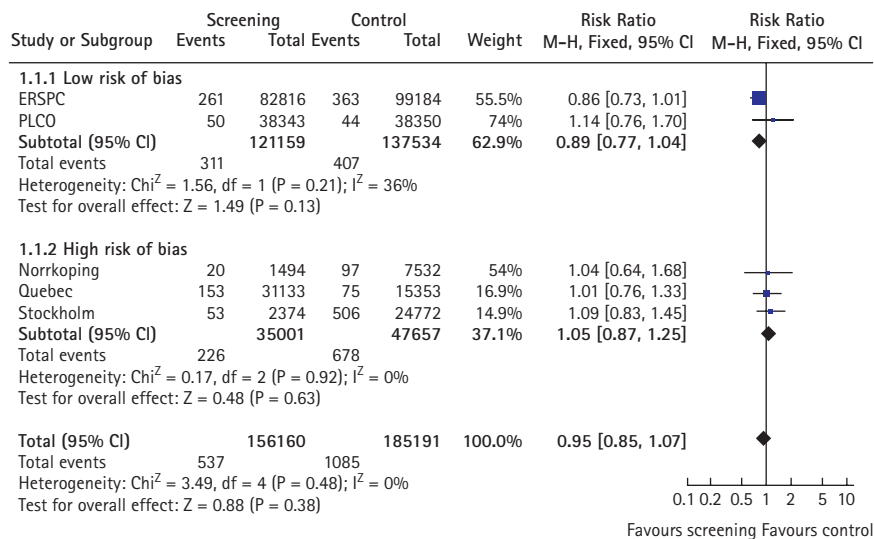 Screening Control Risk Ratio Risk Ratio
Study or Subgroup Events Total Events Total Weight M-H, Fixed, 95% CI M-H, Fixed, 95% CI
1.1.1 Low risk of bias
ERSPC 261 82816 363 99184 55.5% 0.86 [0.73, 1.01]
PLCO 50 38343 44 38350 74% 1.14 [0.76, 1.70]
Subtotal (95% CI) 121159 137534 62.9% 0.89 [0.77, 1.04]
Total events 311 407
Heterogeneity: Chi^Z = 1.56, df = 1 (P = 0.21); I^Z = 36%
Test for overall effect: Z = 1.49 (P = 0.13)
1.1.2 High risk of bias
Norrkoping 20 1494 97 7532 54% 1.04 [0.64, 1.68]
Quebec 153 31133 75 15353 16.9% 1.01 [0.76, 1.33]
Stockholm 53 2374 506 24772 14.9% 1.09 [0.83, 1.45]
Subtotal (95% CI) 35001 47657 37.1% 1.05 [0.87, 1.25]
Total events 226 678
Heterogeneity: Chi^Z = 0.17, df = 2 (P = 0.92); I^Z = 0%
Test for overall effect: Z = 0.48 (P = 0.63)
Total (95% CI) 156160 185191 100.0% 0.95 [0.85, 1.07]
Total events 537 1085
Heterogeneity: Chi^Z = 3.49, df = 4 (P = 0.48); I^Z = 0%
Test for overall effect: Z = 0.88 (P = 0.38)
0.1 0.2 0.5 1 2 5 10
Favours screening Favours control